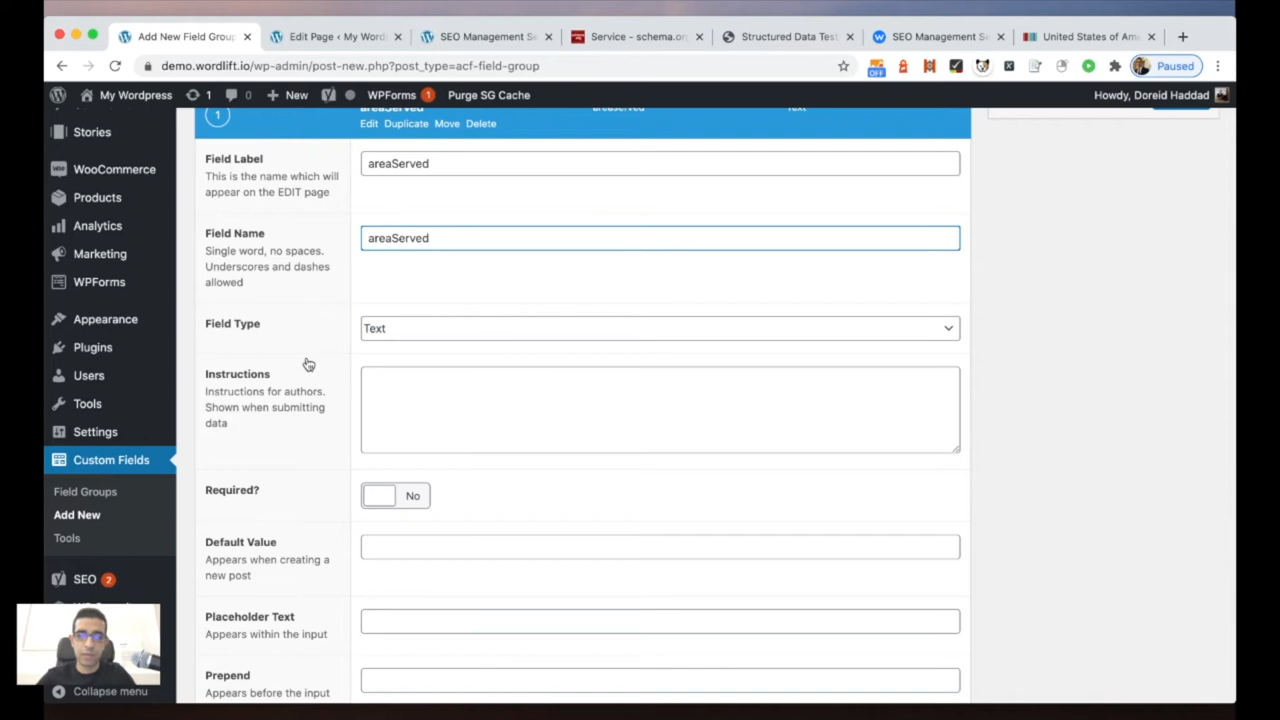 Add New Field Group
Edit Page ‹ My Word
SEO Management Se
Service - schema.org
Structured Data Test
SEO Management Se
United States of Ame
demo.wordlift.io/wp-admin/post-new.php?post_type=acf-field-group
OFF
Paused
My Wordpress
1
0
New
WPForms
1
Purge SG Cache
Howdy, Doreid Haddad
Stories
WooCommerce
Products
Analytics
Marketing
WPForms
Appearance
Plugins
Users
Tools
Settings
Custom Fields
Field Groups
Add New
Tools
SEO 2
Collapse menu
1
areaServed
areaServed
Text
Edit Duplicate Move Delete
Field Label
This is the name which will
appear on the EDIT page
areaServed
Field Name
Single word, no spaces.
Underscores and dashes
allowed
areaServed
Field Type
Text
Instructions
Instructions for authors.
Shown when submitting
data
Required?
No
Default Value
Appears when creating a
new post
Placeholder Text
Appears within the input
Prepend
Appears before the input